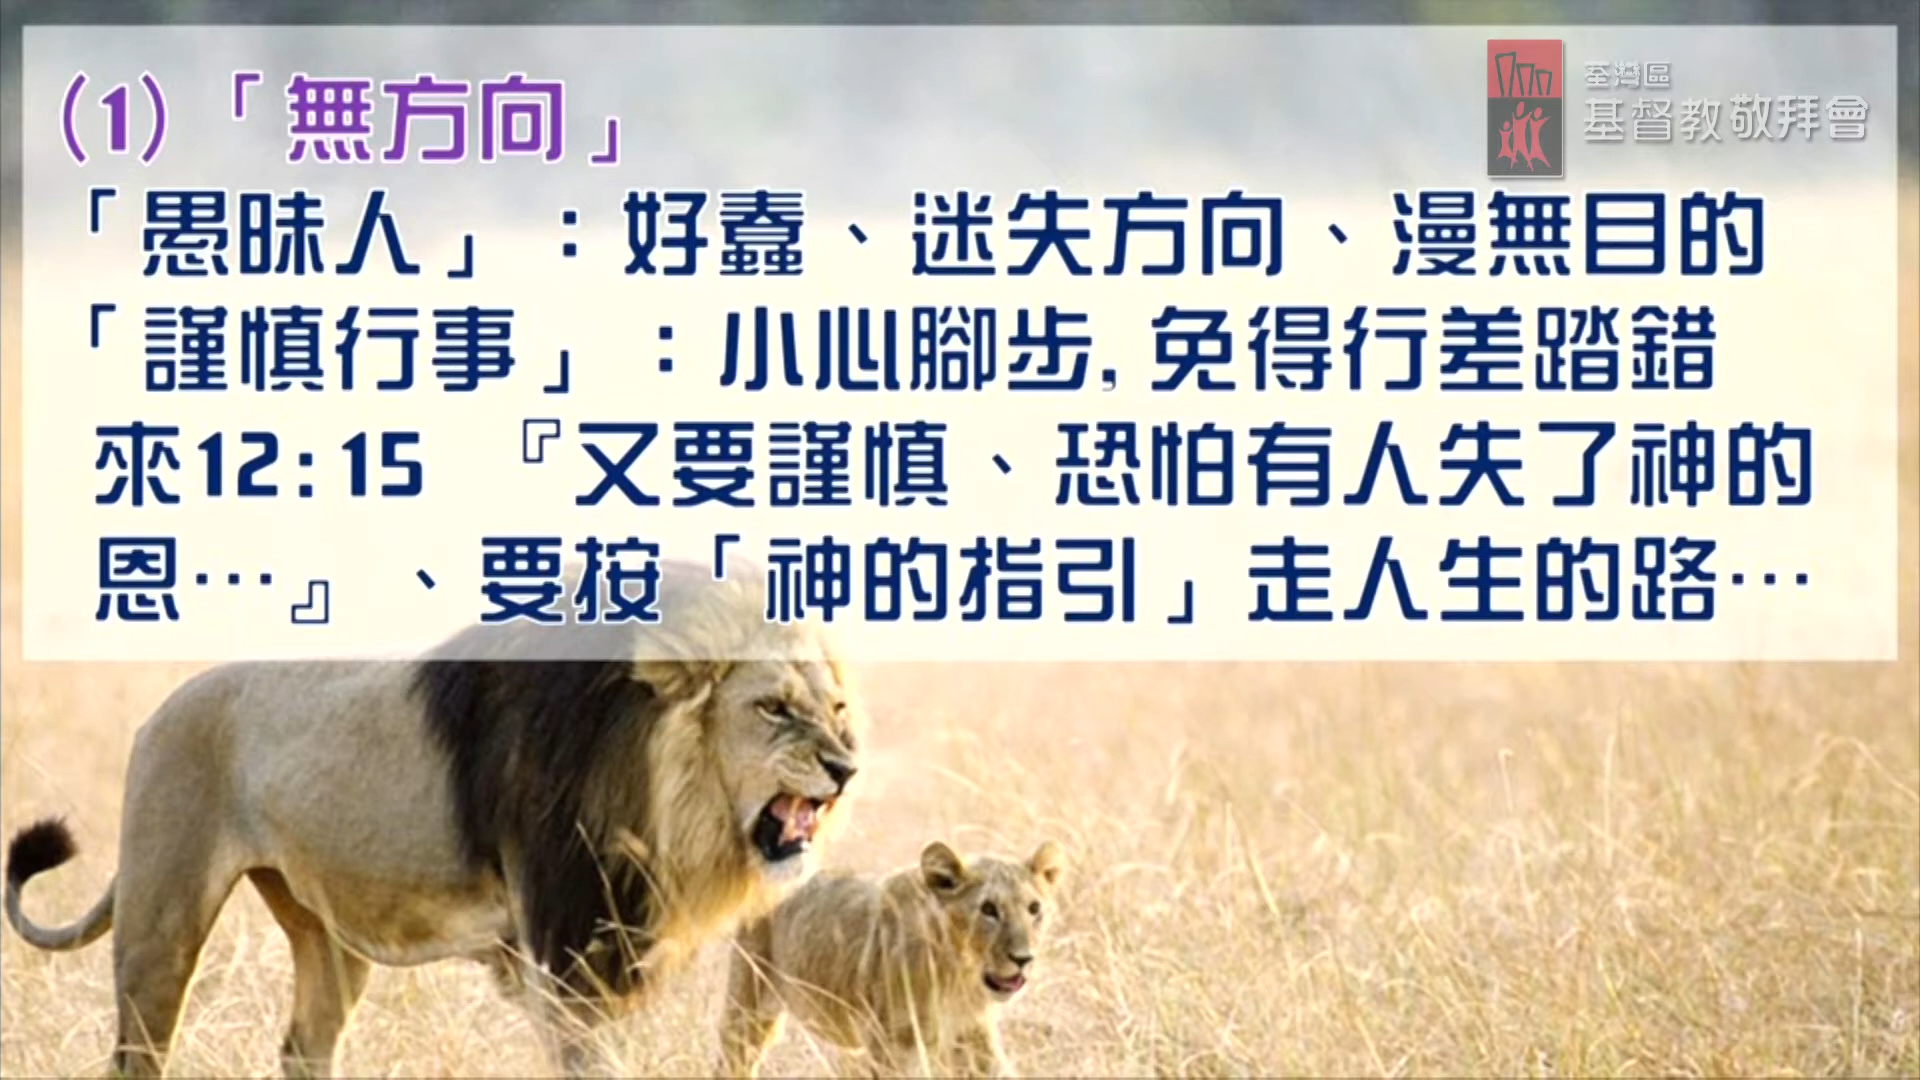 (1)「無方向」
荃灣區
基督教敬拜會
「愚昧人」：好蠢、迷失方向、漫無目的
「謹慎行事」：小心腳步,免得行差踏錯
來12:15 『又要謹慎、恐怕有人失了神的
恩…』、要按「神的指引」走人生的路…